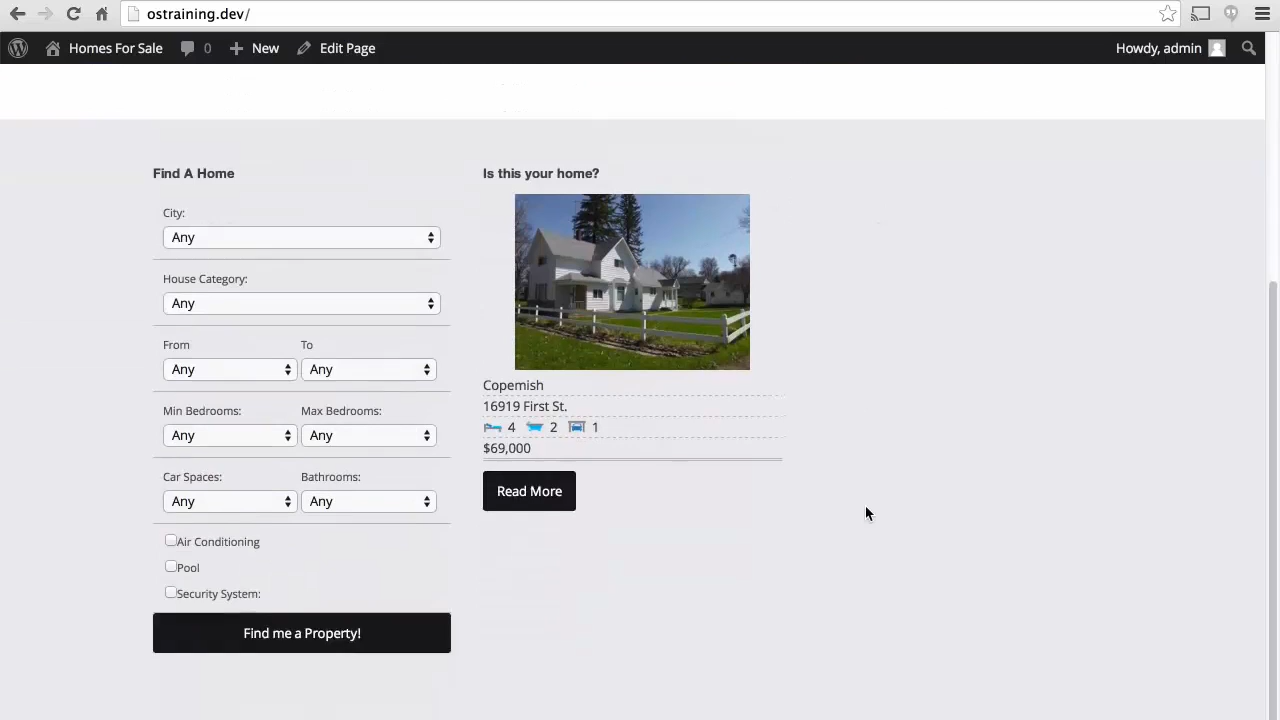 ostraining.dev/
Homes For Sale 0 New Edit Page Howdy, admin
Find A Home
City:
Any
House Category:
Any
From To
Any Any
Min Bedrooms: Max Bedrooms:
Any Any
Car Spaces: Bathrooms:
Any Any
Air Conditioning
Pool
Security System:
Find me a Property!
Is this your home?
Copemish
16919 First St.
4 2 1
$69,000
Read More